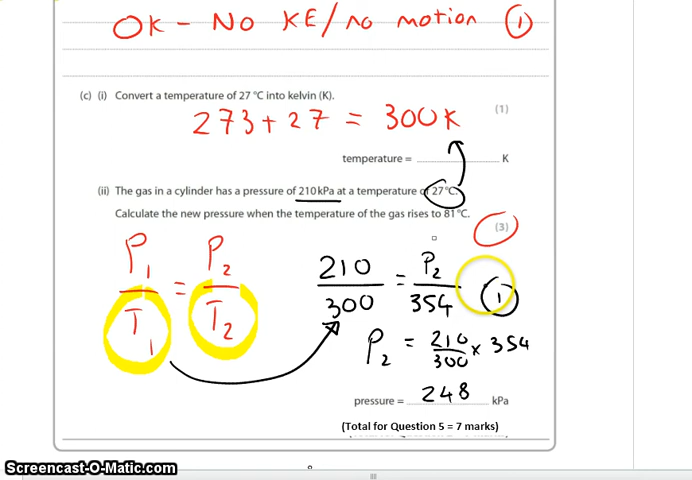 OK - No KE/no motion (1)
(c) (i) Convert a temperature of 27 °C into kelvin (K).
(1)
273 + 27 = 300K
temperature = K
(ii) The gas in a cylinder has a pressure of 210 kPa at a temperature of 27 °C.
Calculate the new pressure when the temperature of the gas rises to 81 °C.
(3)
P1/T1 = P2/T2
210/300 = P2/354 (1)
P2 = 210/300 × 354
pressure = 248 kPa
(Total for Question 5 = 7 marks)
Screencast-O-Matic.com